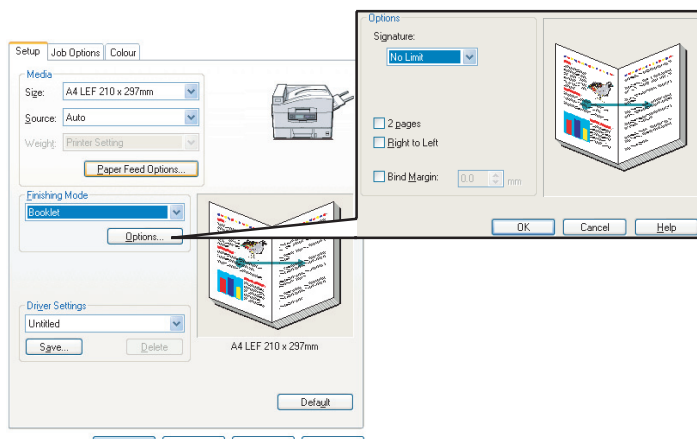 Setup
Job Options
Colour
Media
Size:
A4 LEF 210 x 297mm
Source:
Auto
Weight:
Printer Setting
Paper Feed Options...
Finishing Mode
Booklet
Options...
Driver Settings
Untitled
Save...
Delete
A4 LEF 210 x 297mm
Default
Options
Signature:
No Limit
2 pages
Right to Left
Bind Margin:
0.0
mm
OK
Cancel
Help